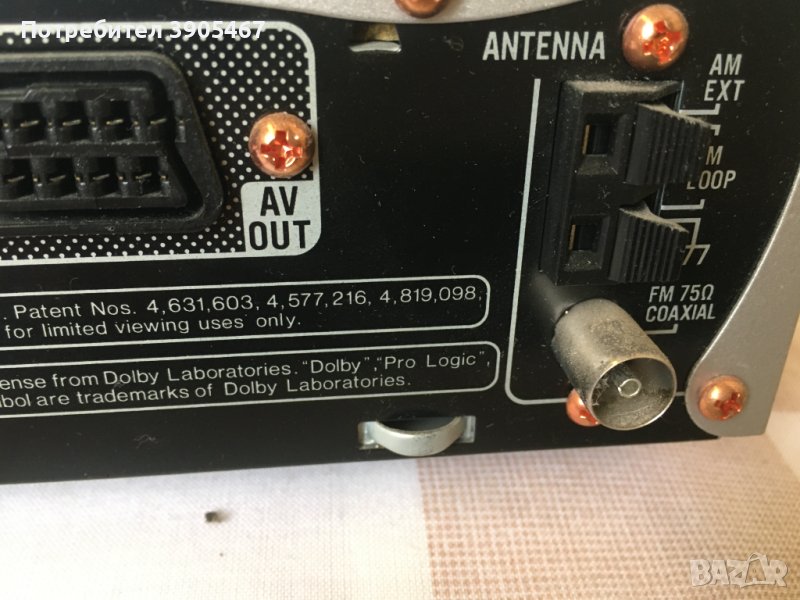 Потребител 3905467
ANTENNA
AM
EXT
LOOP
AV
OUT
FM 75Ω
COAXIAL
Patent Nos. 4,631,603, 4,577,216, 4,819,098,
for limited viewing uses only.
from Dolby Laboratories. "Dolby", "Pro Logic",
are trademarks of Dolby Laboratories.
BAZAR